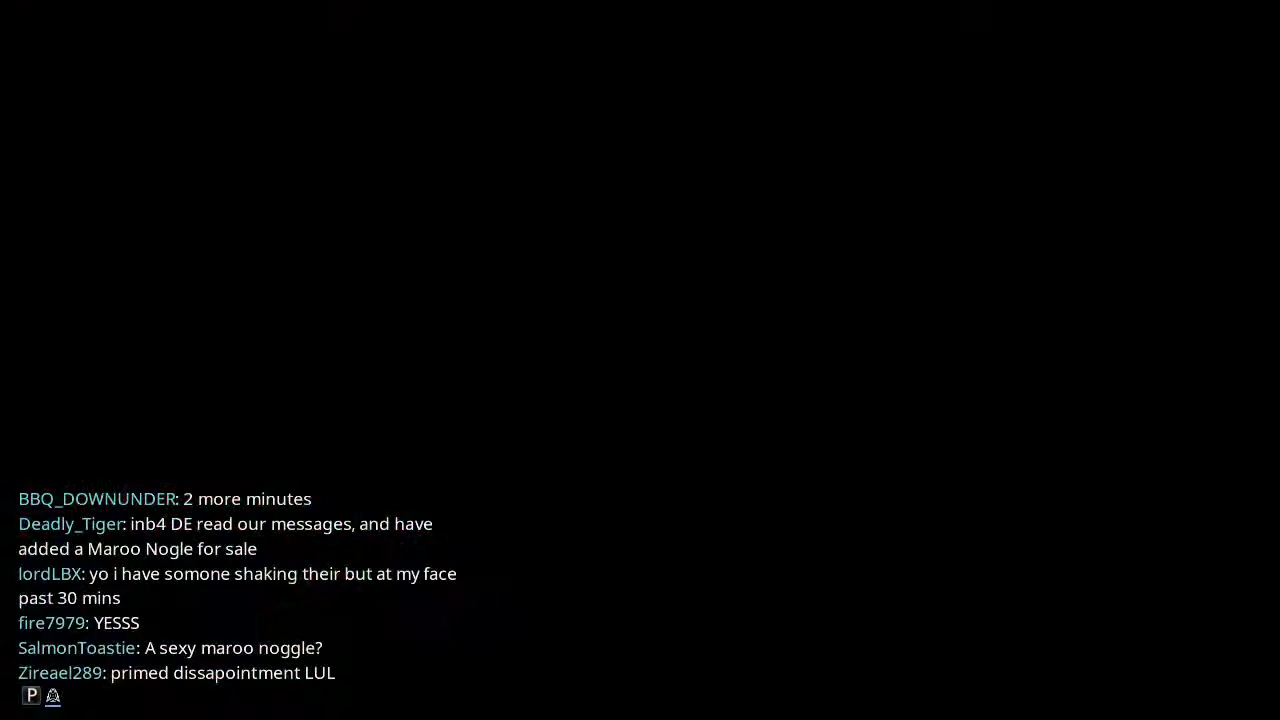 BBQ_DOWNUNDER: 2 more minutes
Deadly_Tiger: inb4 DE read our messages, and have
added a Maroo Nogle for sale
lordLBX: yo i have somone shaking their but at my face
past 30 mins
fire7979: YESSS
SalmonToastie: A sexy maroo noggle?
Zireael289: primed dissapointment LUL
P